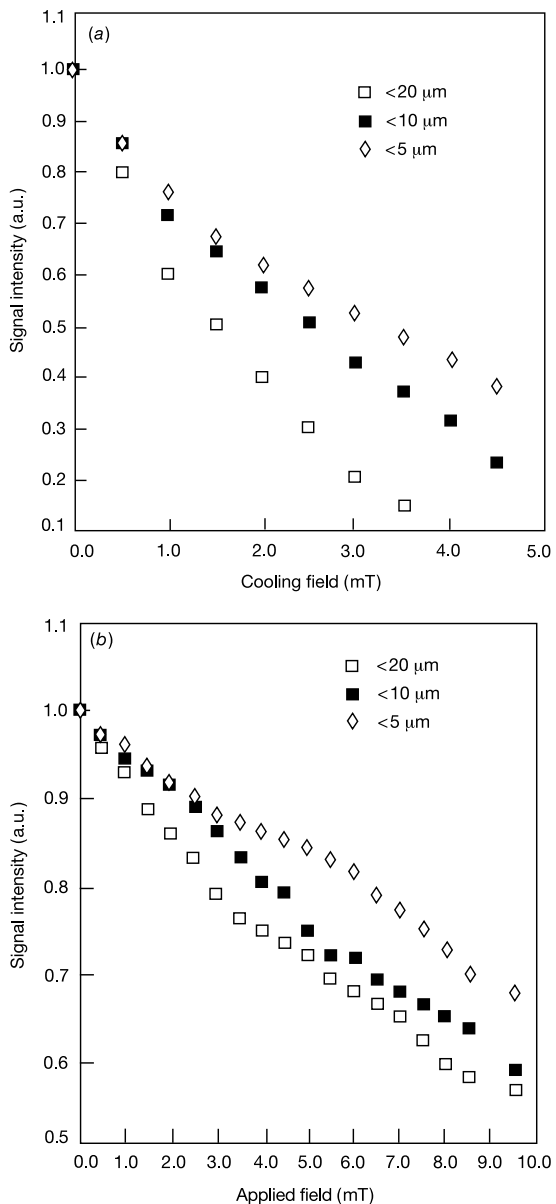 (a)
1.1
1.0
0.9
0.8
0.7
0.6
0.5
0.4
0.3
0.2
0.1
Signal intensity (a.u.)
<20 μm
<10 μm
<5 μm
0.0 1.0 2.0 3.0 4.0 5.0
Cooling field (mT)
(b)
1.1
1.0
0.9
0.8
0.7
0.6
0.5
Signal intensity (a.u.)
<20 μm
<10 μm
<5 μm
(0.0 1.0 2.0 3.0 4.0 5.0 6.0 7.0 8.0 9.0 10.0
Applied field (mT)